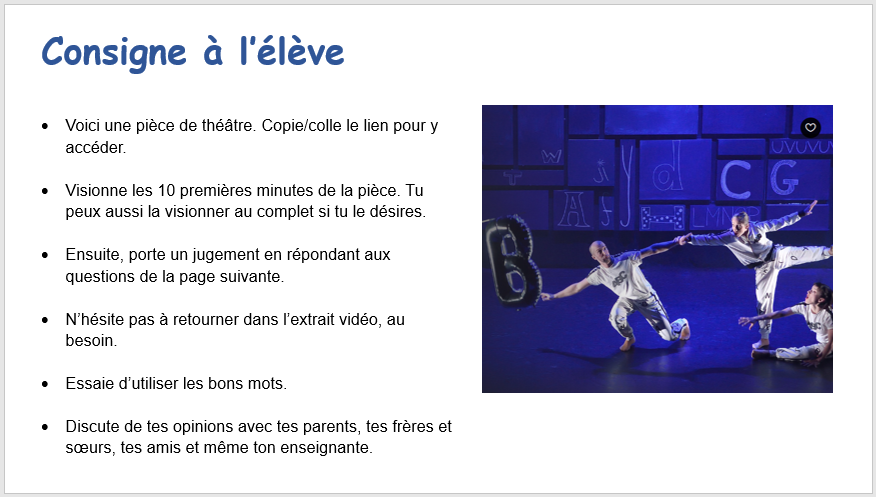 Consigne à l'élève
• Voici une pièce de théâtre. Copie/colle le lien pour y
accéder.
• Visionne les 10 premières minutes de la pièce. Tu
peux aussi la visionner au complet si tu le désires.
• Ensuite, porte un jugement en répondant aux
questions de la page suivante.
• N'hésite pas à retourner dans l'extrait vidéo, au
besoin.
• Essaie d'utiliser les bons mots.
• Discute de tes opinions avec tes parents, tes frères et
sœurs, tes amis et même ton enseignante.
w
j
y
d
C
G
A
LMNOP
B
ABC